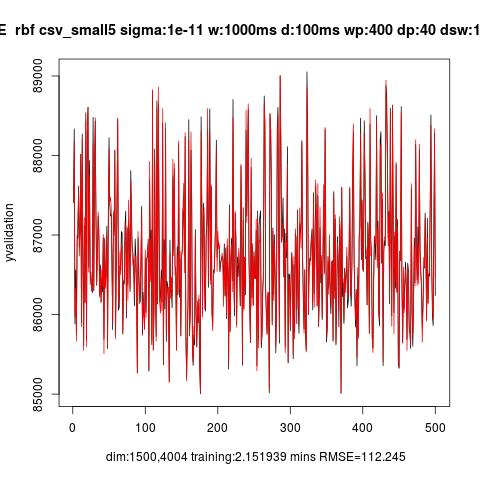 E rbf csv_small5 sigma:1e-11 w:1000ms d:100ms wp:400 dp:40 dsw:1
89000
88000
87000
86000
85000
yvalidation
0 100 200 300 400 500
dim:1500,4004 training:2.151939 mins RMSE=112.245